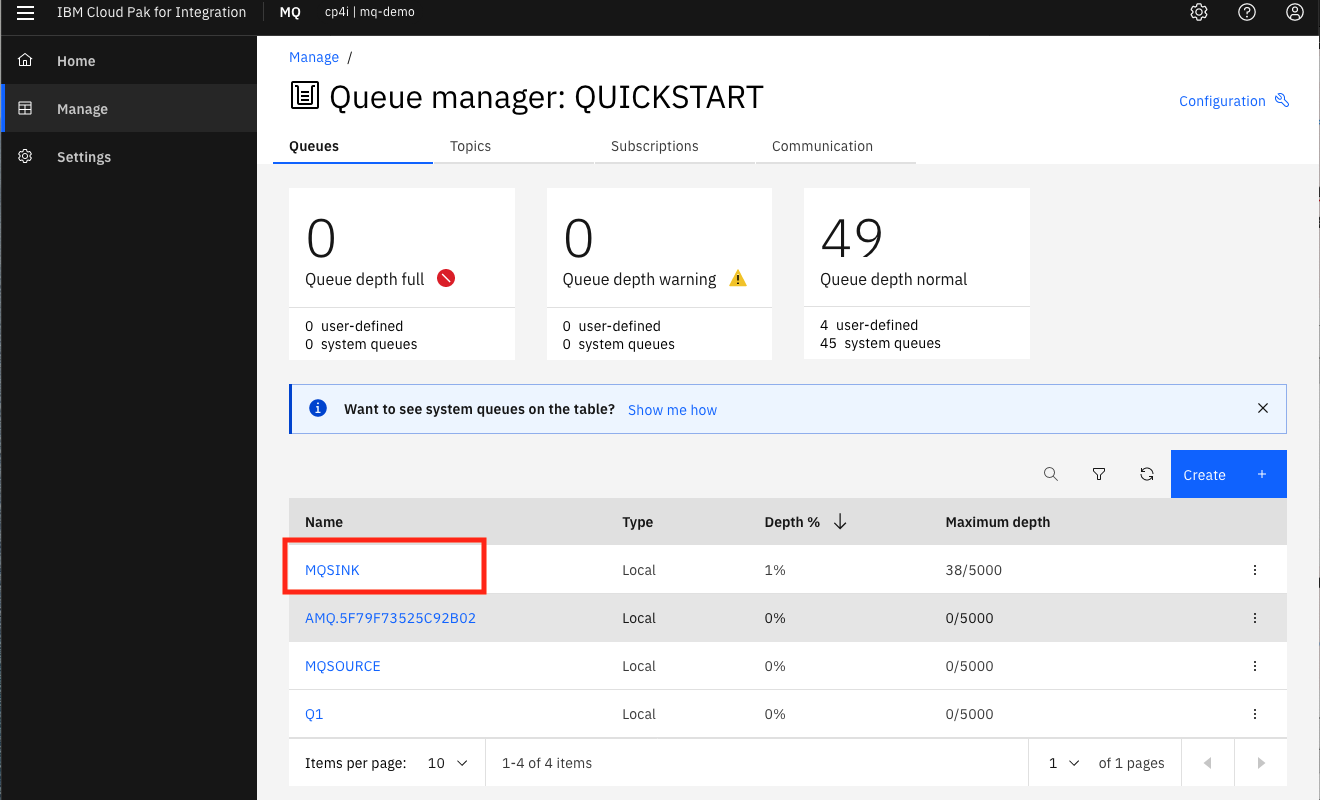 IBM Cloud Pak for Integration MQ cp4i | mq-demo
Home
Manage
Settings
Manage /
Queue manager: QUICKSTART
Configuration
Queues Topics Subscriptions Communication
0
Queue depth full
0 user-defined
0 system queues
0
Queue depth warning
0 user-defined
0 system queues
49
Queue depth normal
4 user-defined
45 system queues
Want to see system queues on the table? Show me how
Create +
Name Type Depth % Maximum depth
MQSINK Local 1% 38/5000
AMQ.5F79F73525C92B02 Local 0% 0/5000
MQSOURCE Local 0% 0/5000
Q1 Local 0% 0/5000
Items per page: 10 1-4 of 4 items 1 of 1 pages